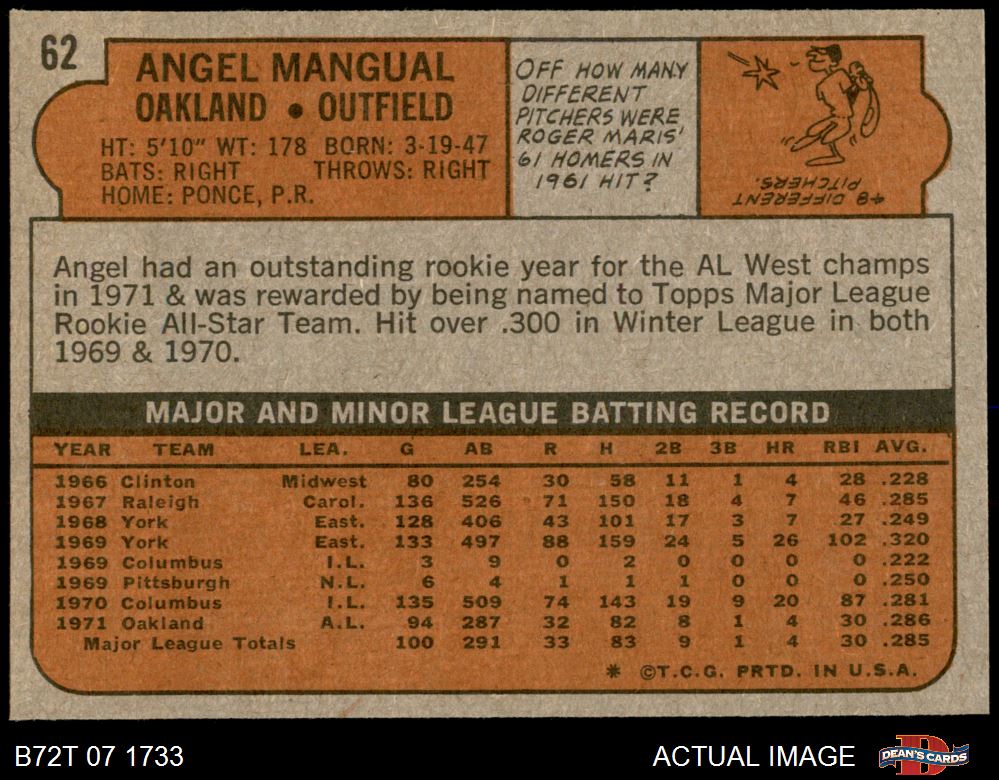 62
ANGEL MANGUAL
OAKLAND • OUTFIELD
HT: 5'10" WT: 178 BORN: 3-19-47
BATS: RIGHT THROWS: RIGHT
HOME: PONCE, P.R.
OFF HOW MANY
DIFFERENT
PITCHERS WERE
ROGER MARIS'
61 HOMERS IN
1961 HIT?
48 DIFFERENT
PITCHERS.
Angel had an outstanding rookie year for the AL West champs
in 1971 & was rewarded by being named to Topps Major League
Rookie All-Star Team. Hit over .300 in Winter League in both
1969 & 1970.
MAJOR AND MINOR LEAGUE BATTING RECORD
YEAR TEAM LEA. G AB R H 2B 3B HR RBI AVG.
1966 Clinton Midwest 80 254 30 58 11 1 4 28 .228
1967 Raleigh Carol. 136 526 71 150 18 4 7 46 .285
1968 York East. 128 406 43 101 17 3 7 27 .249
1969 York East. 133 497 88 159 24 5 26 102 .320
1969 Columbus I.L. 3 9 0 2 0 0 0 0 .222
1969 Pittsburgh N.L. 6 4 1 1 1 0 0 0 .250
1970 Columbus I.L. 135 509 74 143 19 9 20 87 .281
1971 Oakland A.L. 94 287 32 82 8 1 4 30 .286
Major League Totals 100 291 33 83 9 1 4 30 .285
* ©T.C.G. PRTD. IN U.S.A.
B72T 07 1733
ACTUAL IMAGE
DEAN'S CARDS